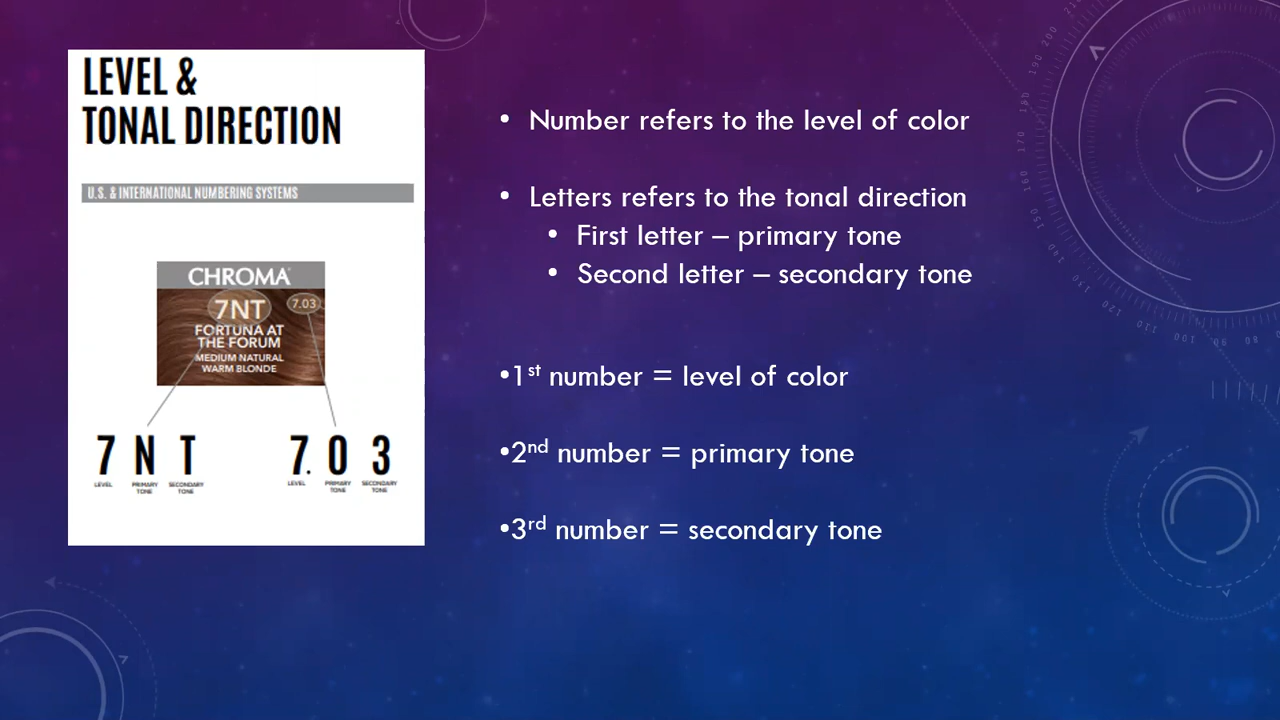 LEVEL &
TONAL DIRECTION
U.S. & INTERNATIONAL NUMBERING SYSTEMS
CHROMA
7NT
7.03
FORTUNA AT
THE FORUM
MEDIUM NATURAL
WARM BLONDE
7 N T
LEVEL PRIMARY TONE SECONDARY TONE
7. 0 3
LEVEL PRIMARY TONE SECONDARY TONE
• Number refers to the level of color
• Letters refers to the tonal direction
• First letter – primary tone
• Second letter – secondary tone
•1st number = level of color
•2nd number = primary tone
•3rd number = secondary tone